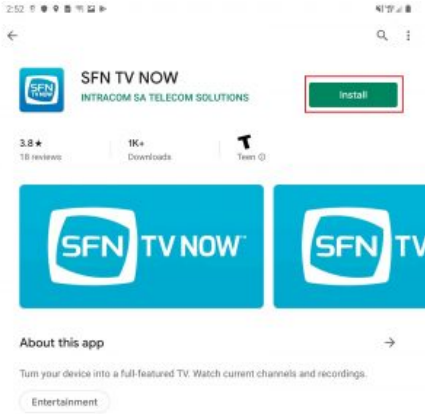 2:52
SFN TV NOW
SFN
TV NOW
INTRACOM SA TELECOM SOLUTIONS
Install
3.8★
1K+
T
18 reviews
Downloads
Teen
SFN TV NOW
SFN TV
About this app
Turn your device into a full-featured TV. Watch current channels and recordings.
Entertainment